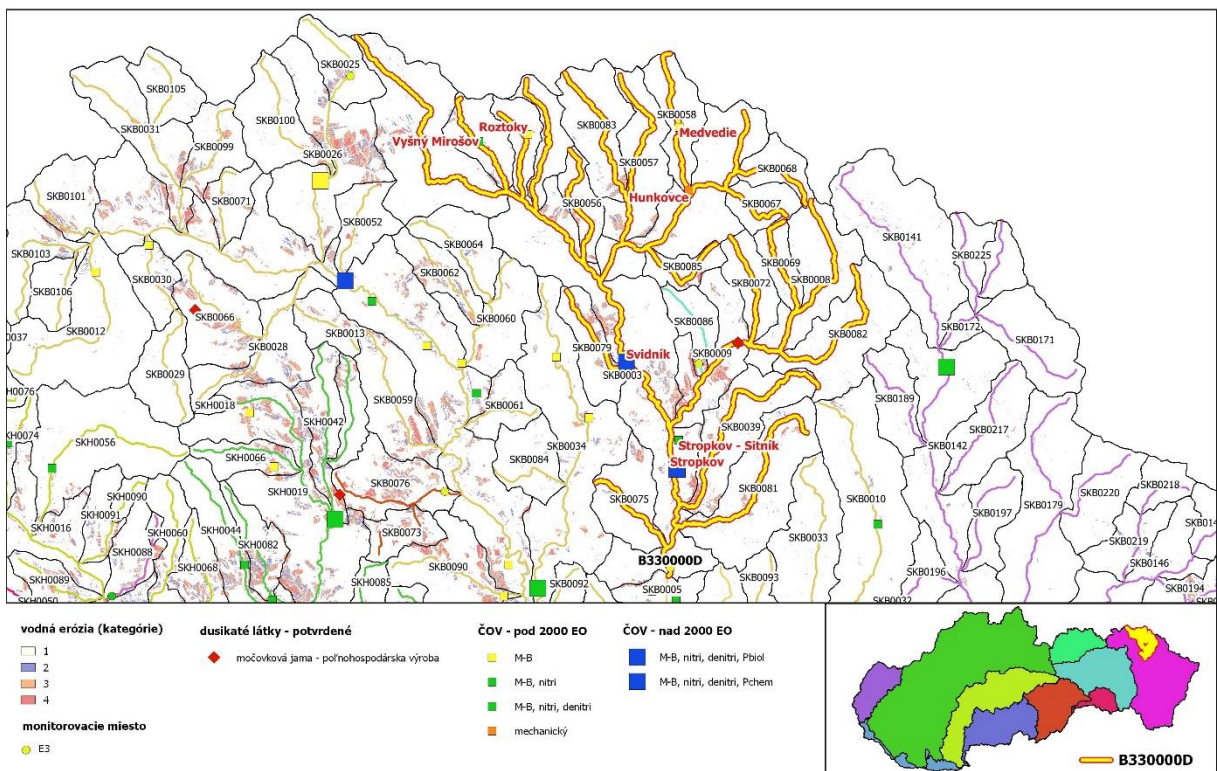 SKB0025
SKB0105
SKB0031
SKB0100
SKB0099
SKB0026
SKB0101
SKB0071
SKB0052
SKB0103
SKB0030
SKB0106
SKB0012
0037
SKB0066
SKB0028
SKB0013
SKB0029
SKB0064
SKB0062
SKB0060
SKB0083
SKB0058
SKB0057
SKB0056
Roztoky
Vyšný Mirošov
Medvedie
Hunkovce
SKB0068
SKB0067
SKB0085
SKB0072
SKB0069
SKB0008
SKB0086
SKB0082
SKB0079
Svidník
SKB0003
SKB0009
SKB0141
SKB0225
SKB0172
SKB0171
SKB0189
SKB0142
SKB0217
SKH0076
SKH0018
SKB0059
SKB0061
SKH0042
SKH0074
SKH0056
SKH0066
SKB0034
SKB0039
Stropkov - Sitník
Stropkov
SKB0084
SKH0019
SKB0076
SKB0075
SKB0081
SKB0010
SKB0197
SKB0179
SKB0220
SKB0218
SKH0090
SKH0091
SKH0016
SKH0060
SKH0044
SKH0082
SKB0073
SKH0088
SKH0068
SKB0033
SKB0219
SKB0146
SKB0196
SKB0194
SKH0089
SKH0050
SKH0085
SKB0090
SKB0092
B330000D
SKB0005
SKB0093
SKB0032
vodná erózia (kategórie)
1
2
3
4
monitorovacie miesto
E3
dusikaté látky - potvrdené
močovková jama - poľnohospodárska výroba
ČOV - pod 2000 EO
M-B
M-B, nitri
M-B, nitri, denitri
mechanický
ČOV - nad 2000 EO
M-B, nitri, denitri, Pbiol
M-B, nitri, denitri, Pchem
B330000D